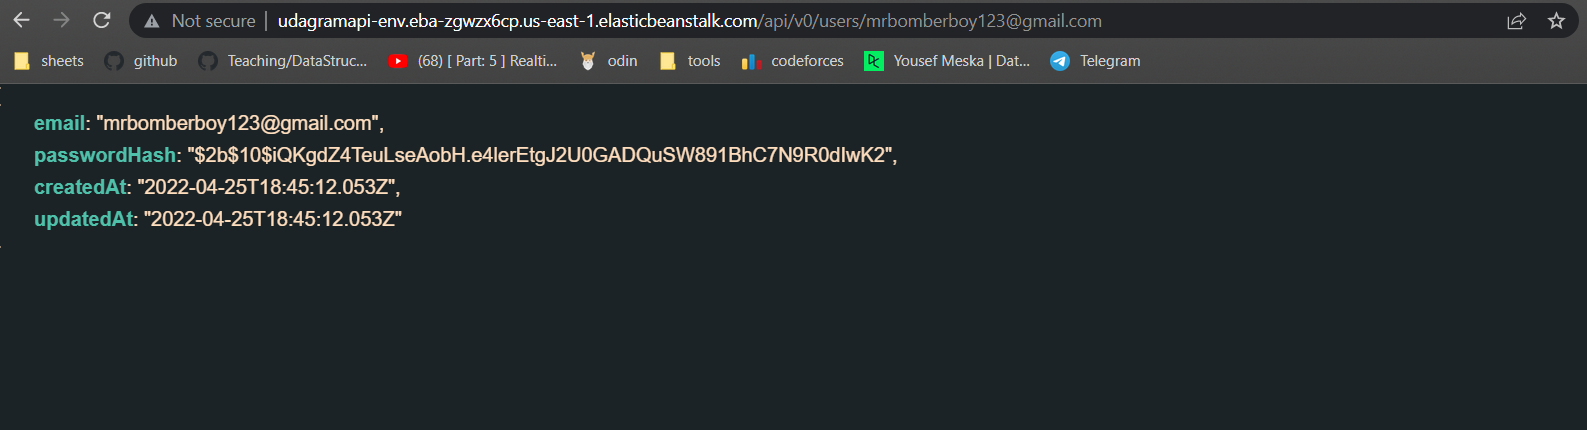 Not secure | udagramapi-env.eba-zgwzx6cp.us-east-1.elasticbeanstalk.com/api/v0/users/mrbomberboy123@gmail.com
sheets github Teaching/DataStruc... (68) [ Part: 5 ] Realti... odin tools codeforces Yousef Meska | Dat... Telegram
email: "mrbomberboy123@gmail.com",
passwordHash: "$2b$10$iQKgdZ4TeuLseAobH.e4lerEtgJ2U0GADQuSW891BhC7N9R0dIwK2",
createdAt: "2022-04-25T18:45:12.053Z",
updatedAt: "2022-04-25T18:45:12.053Z"